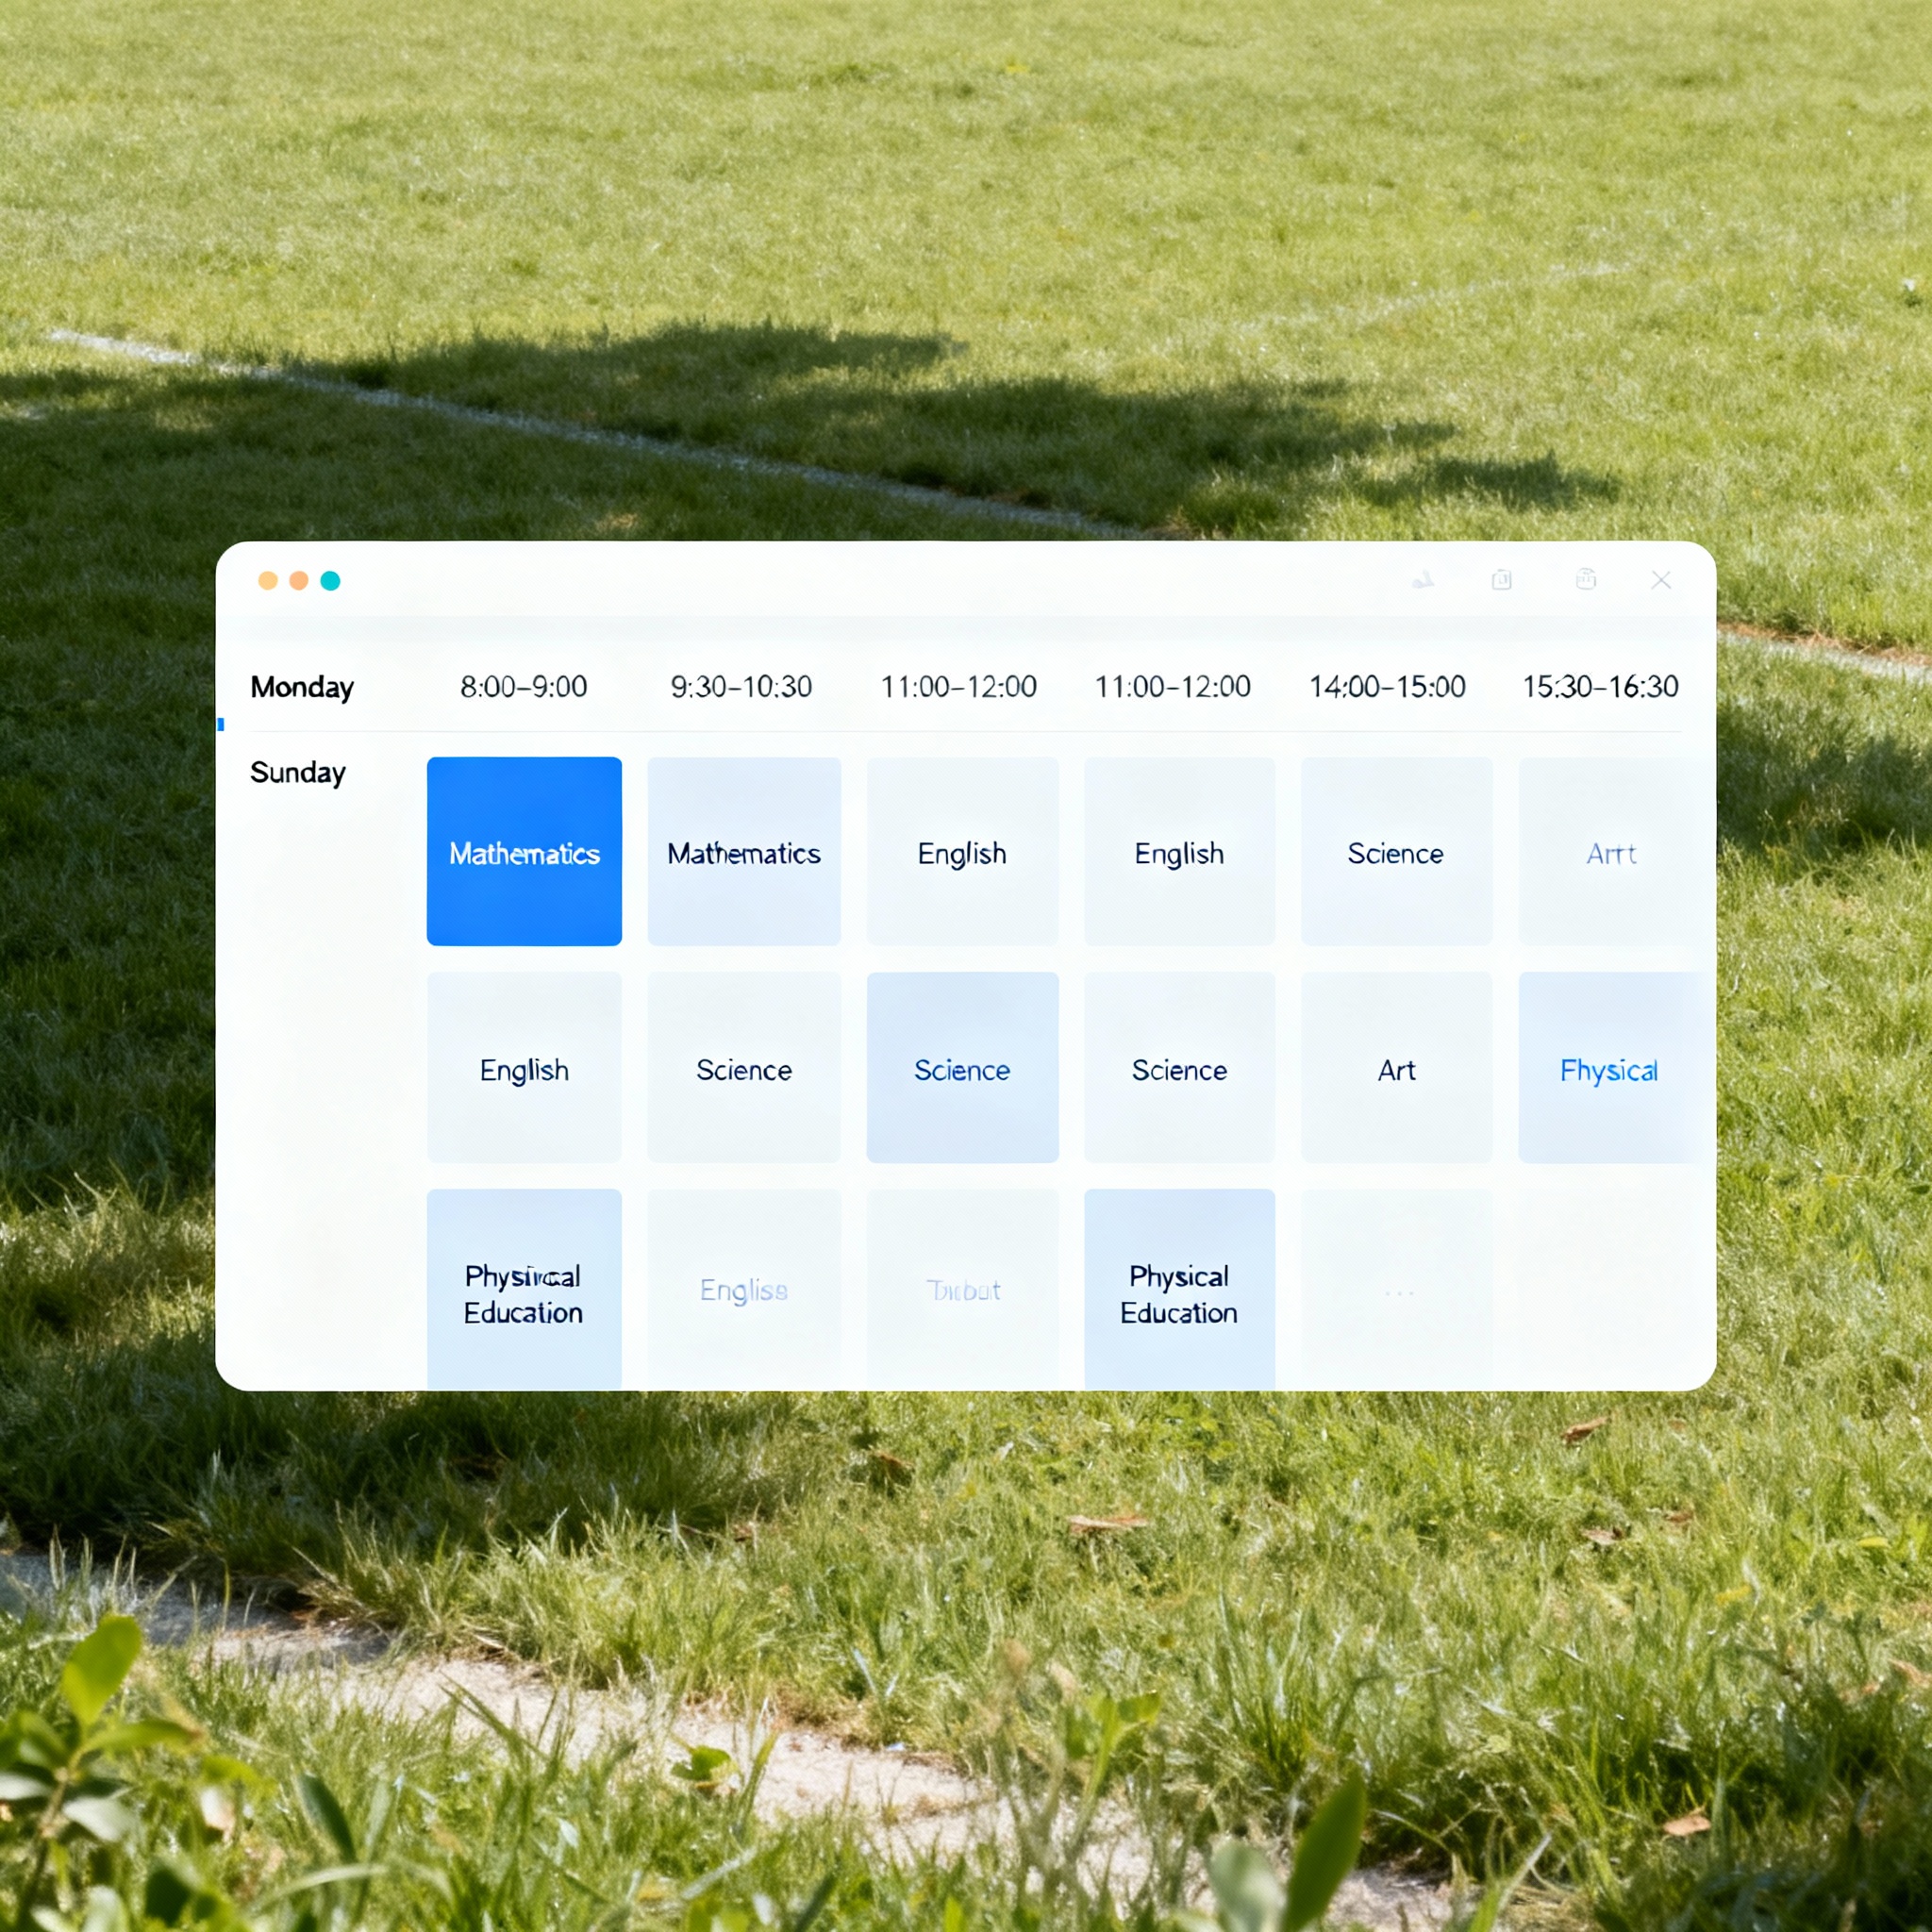 Monday 8:00–9:00 9:30–10:30 11:00–12:00 11:00–12:00 14:00–15:00 15:30–16:30
Sunday
Mathematics Mathematics English English Science Artt
English Science Science Science Art Fhysical
Physical Education Engliss Physical Education
...